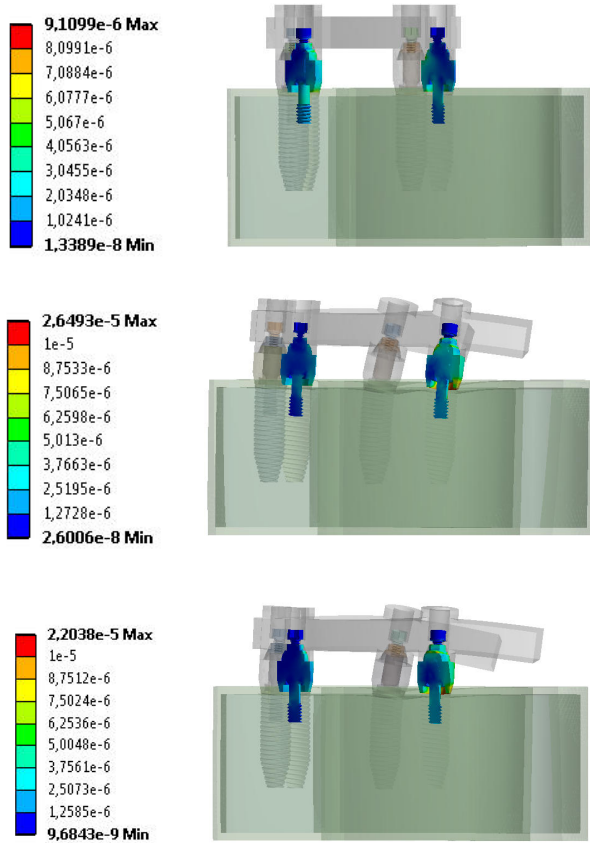 9,1099e-6 Max
8,0991e-6
7,0884e-6
6,0777e-6
5,067e-6
4,0563e-6
3,0455e-6
2,0348e-6
1,0241e-6
1,3389e-8 Min
2,6493e-5 Max
1e-5
8,7533e-6
7,5065e-6
6,2598e-6
5,013e-6
3,7663e-6
2,5195e-6
1,2728e-6
2,6006e-8 Min
2,2038e-5 Max
1e-5
8,7512e-6
7,5024e-6
6,2536e-6
5,0048e-6
3,7561e-6
2,5073e-6
1,2585e-6
9,6843e-9 Min